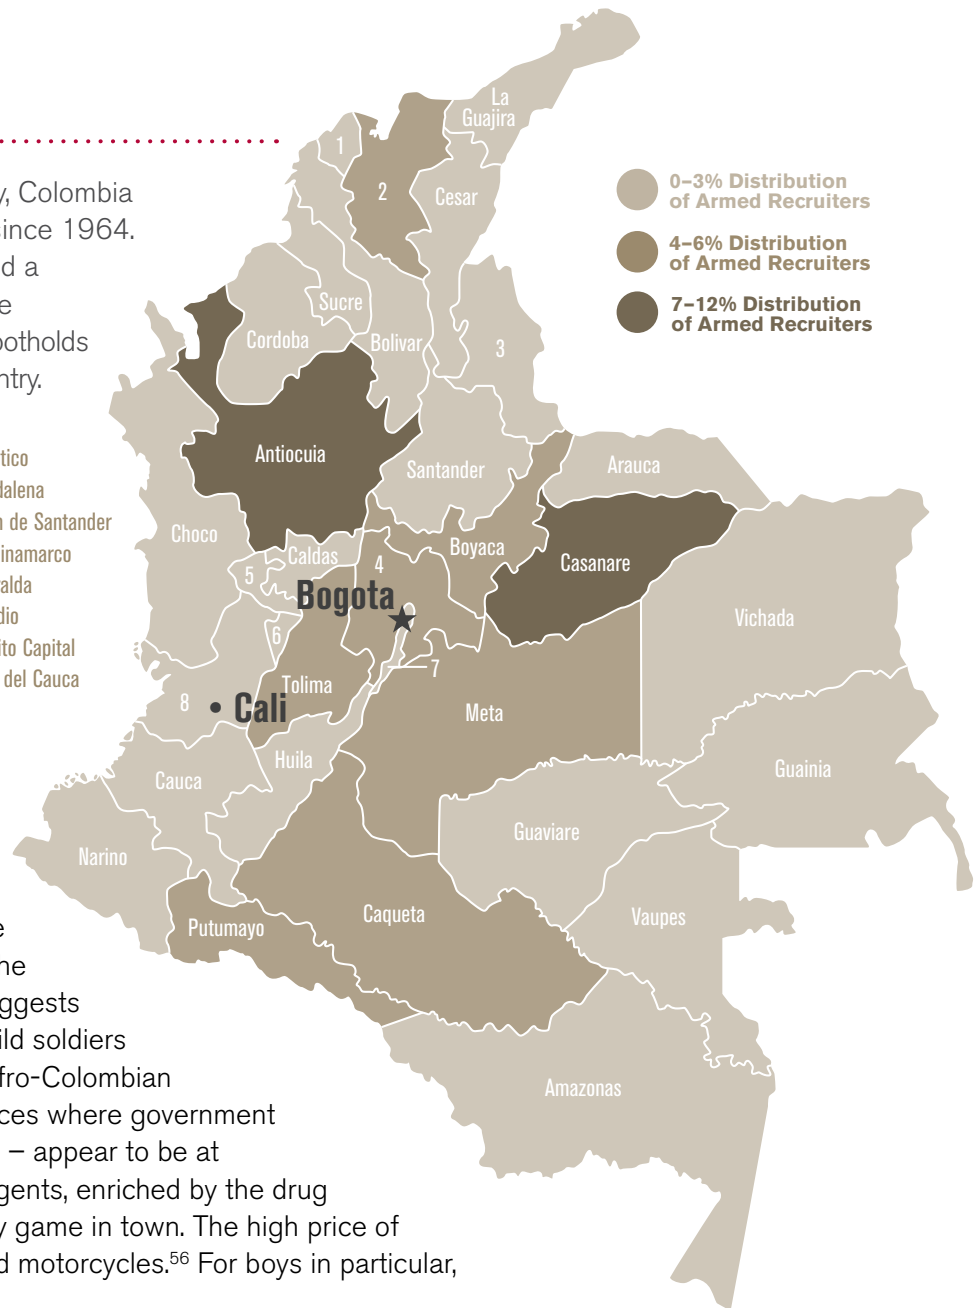 y, Colombia
since 1964.
d a
e
ootholds
ntry.
tico
dalena
n de Santander
inamarco
alda
dio
ito Capital
del Cauca
0–3% Distribution
of Armed Recruiters
4–6% Distribution
of Armed Recruiters
7–12% Distribution
of Armed Recruiters
La
Guajira
1
2
Cesar
Sucre
Cordoba
Bolivar
3
Antiocuia
Santander
Arauca
Choco
Caldas
4
Boyaca
Casanare
5
Bogota
Vichada
6
7
Tolima
8
Cali
Meta
Huila
Cauca
Guainia
Guaviare
Narino
Caqueta
Vaupes
Putumayo
Amazonas
e
ne
ggests
ild soldiers
fro-Colombian
ces where government
– appear to be at
gents, enriched by the drug
y game in town. The high price of
d motorcycles.56 For boys in particular,